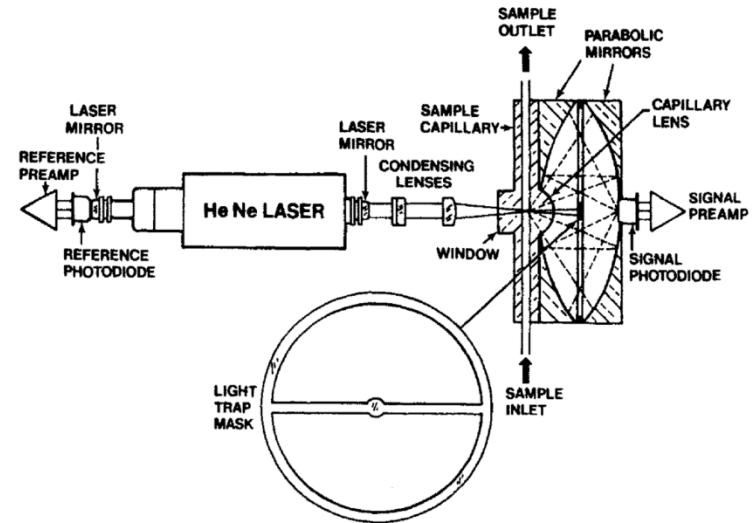 SAMPLE
OUTLET
PARABOLIC
MIRRORS
LASER
MIRROR
REFERENCE
PREAMP
LASER
MIRROR
CONDENSING
LENSES
SAMPLE
CAPILLARY
CAPILLARY
LENS
He Ne LASER
REFERENCE
PHOTODIODE
WINDOW
SIGNAL
PREAMP
SIGNAL
PHOTODIODE
LIGHT
TRAP
MASK
SAMPLE
INLET